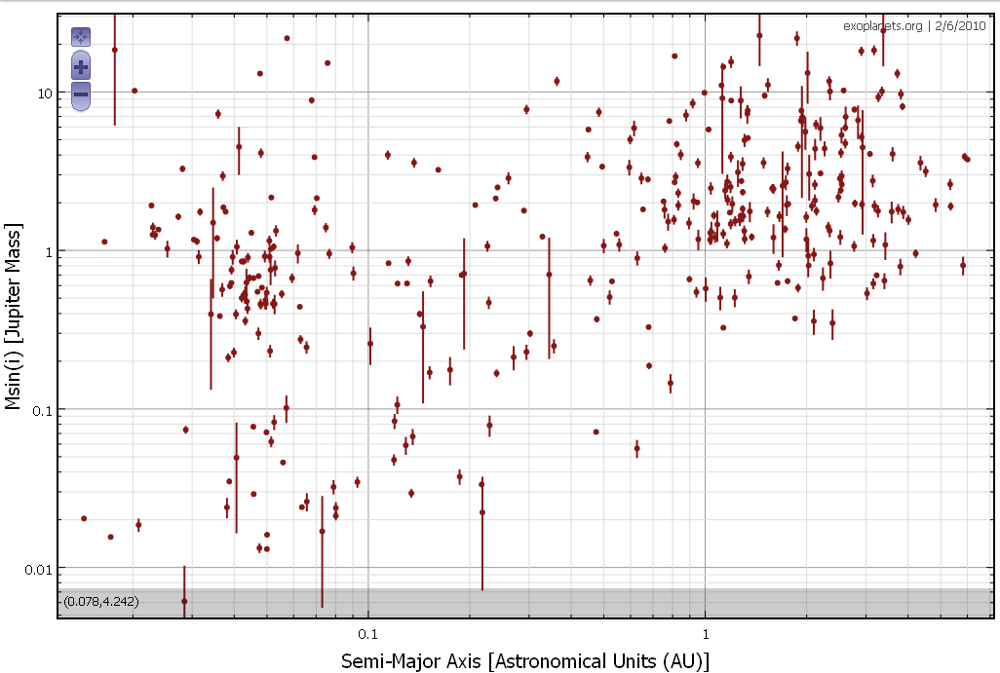 exoplanets.org | 2/6/2010
10
1
0.1
0.01
Msin(i) [Jupiter Mass]
(0.078,4.242)
0.1
1
Semi-Major Axis [Astronomical Units (AU)]